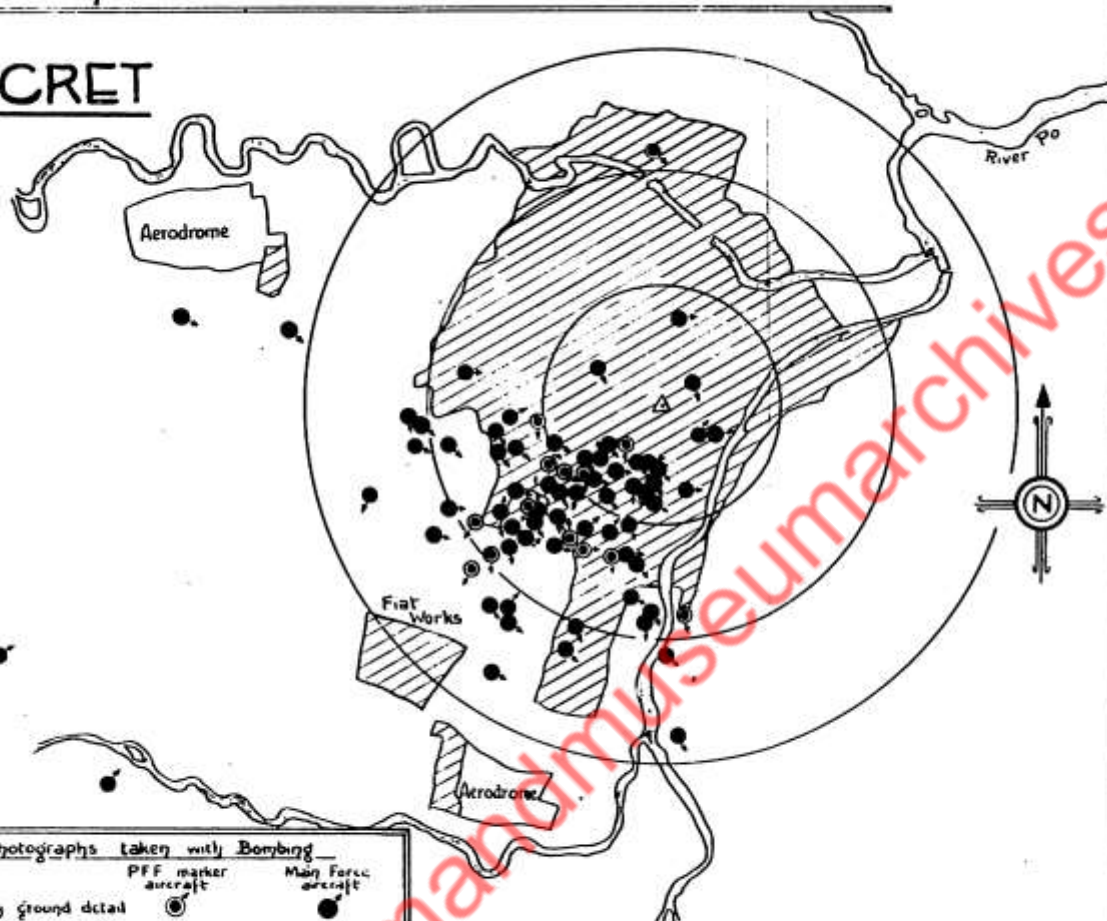 CRET
River Po
Aerodrome
Fiat
Works
Aerodrome
hotographs taken with Bombing
PFF marker
aircraft
Main Force
aircraft
ground detail
N
andmuseumarchives